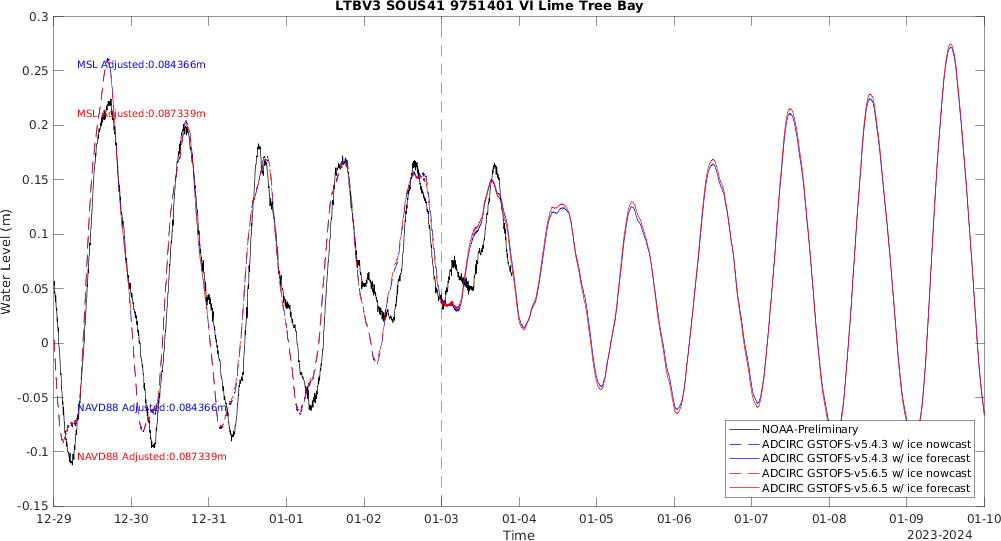 LTBV3 SOUS41 9751401 VI Lime Tree Bay
0.3
0.25
0.2
0.15
0.1
0.05
0
-0.05
-0.1
-0.15
Water Level (m)
MSL Adjusted:0.084366m
MSL Adjusted:0.087339m
NAVD88 Adjusted:0.084366m
NAVD88 Adjusted:0.087339m
NOAA-Preliminary
ADCIRC GSTOFS-v5.4.3 w/ ice nowcast
ADCIRC GSTOFS-v5.4.3 w/ ice forecast
ADCIRC GSTOFS-v5.6.5 w/ ice nowcast
ADCIRC GSTOFS-v5.6.5 w/ ice forecast
12-29 12-30 12-31 01-01 01-02 01-03 01-04 01-05 01-06 01-07 01-08 01-09 01-10
Time
2023-2024